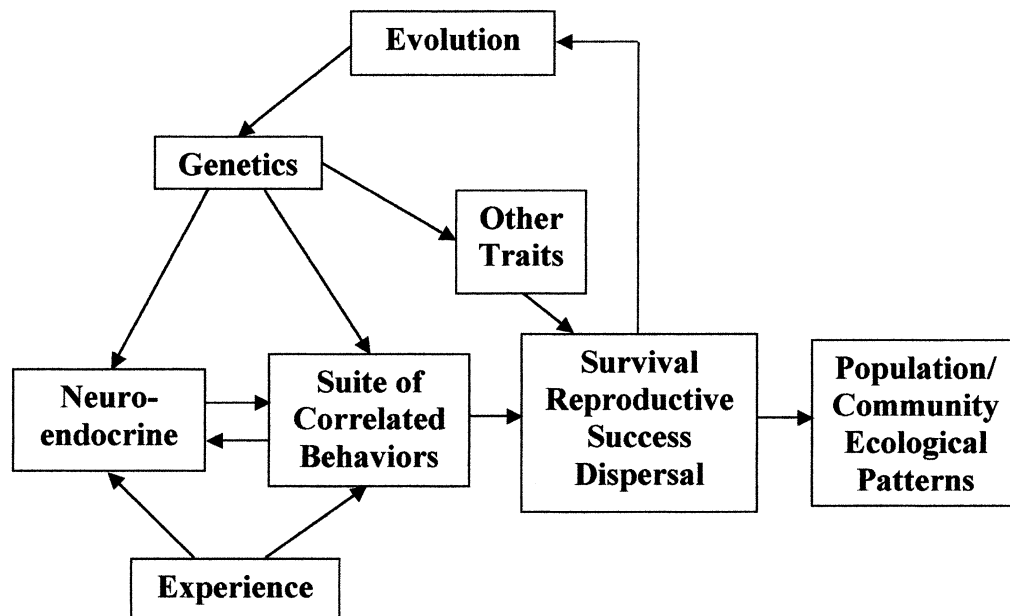 Evolution
Genetics
Other
Traits
Neuro-
endocrine
Suite of
Correlated
Behaviors
Survival
Reproductive
Success
Dispersal
Population/
Community
Ecological
Patterns
Experience